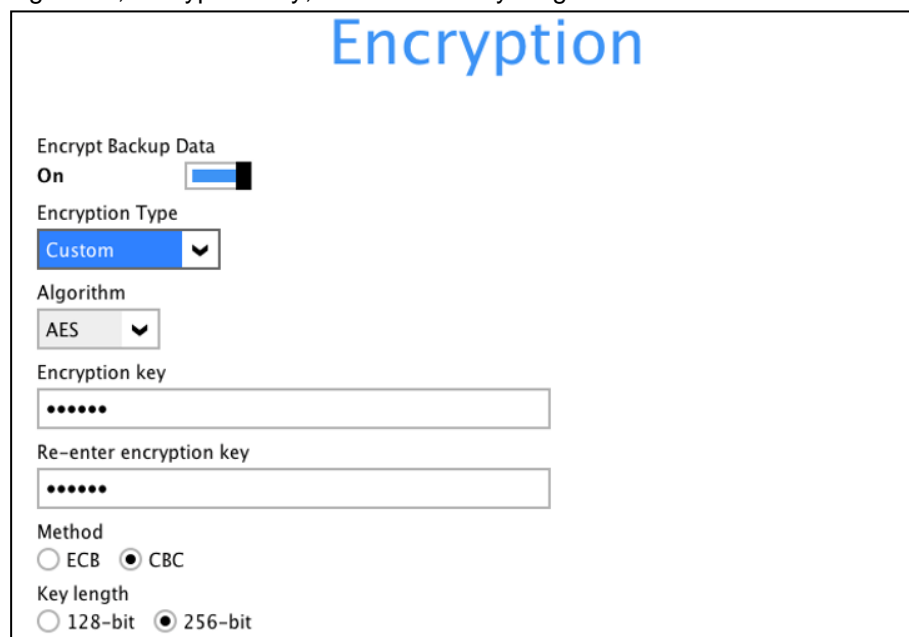 Encryption
Encrypt Backup Data
On
Encryption Type
Custom
Algorithm
AES
Encryption key
••••••
Re-enter encryption key
••••••
Method
ECB CBC
Key length
128-bit 256-bit